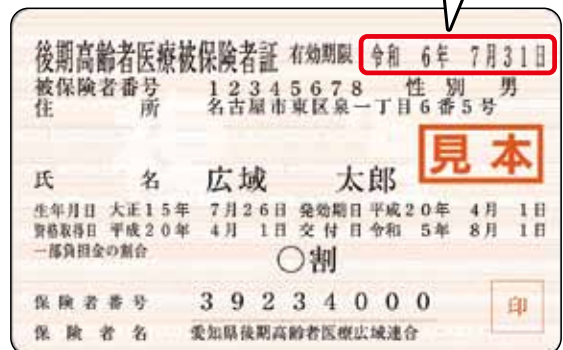 後期高齢者医療被保険者証 有効期限 令和 6年 7月31日
被保険者番号 12345678 性別 男
住所 名古屋市東区泉一丁目6番5号
見本
氏名 広域 太郎
生年月日 大正15年 7月26日 発効期日 平成20年 4月 1日
資格取得日 平成20年 4月 1日 交付日 令和 5年 8月 1日
一部負担金の割合
〇割
保険者番号 39234000
印
保険者名 愛知県後期高齢者医療広域連合